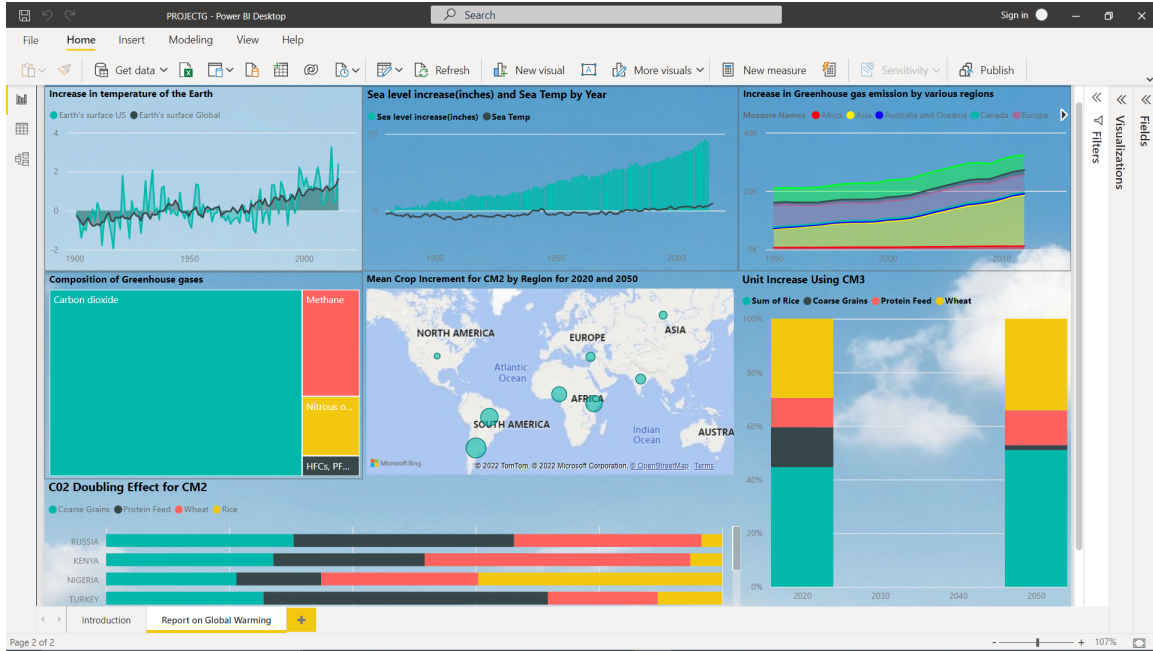 PROJECTG - Power BI Desktop
Search
Sign in
File Home Insert Modeling View Help
Get data
Refresh
New visual
More visuals
New measure
Sensitivity
Publish
Increase in temperature of the Earth
Earth's surface US Earth's surface Global
4
2
0
-2
1900 1950 2000
Sea level increase(inches) and Sea Temp by Year
Sea level increase(inches) Sea Temp
10
0
1900 1950 2000
Increase in Greenhouse gas emission by various regions
Measure Names Africa Asia Australia and Oceania Canada Europe
40K
20K
0K
1990 2000 2010
Filters
Visualizations
Fields
Composition of Greenhouse gases
Carbon dioxide
Methane
Nitrous o...
HFCs, PF...
Mean Crop Increment for CM2 by Region for 2020 and 2050
NORTH AMERICA
EUROPE
ASIA
Atlantic
Ocean
AFRICA
SOUTH AMERICA
Indian
Ocean
AUSTRA
Microsoft Bing
© 2022 TomTom, © 2022 Microsoft Corporation, © OpenStreetMap Terms
Unit Increase Using CM3
Sum of Rice Coarse Grains Protein Feed Wheat
100%
80%
60%
40%
20%
0%
2020 2030 2040 2050
C02 Doubling Effect for CM2
Coarse Grains Protein Feed Wheat Rice
RUSSIA
KENYA
NIGERIA
TURKEY
Introduction
Report on Global Warming
+
Page 2 of 2
- + 107%